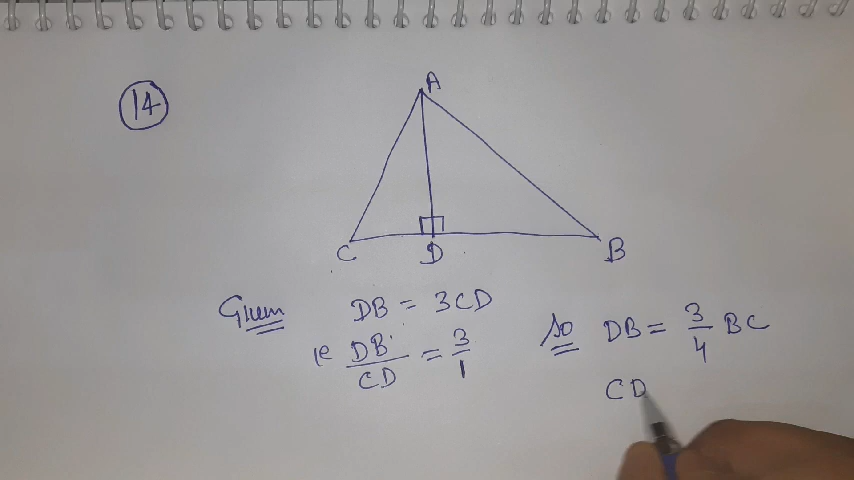 14
A
C
D
B
Given DB = 3CD
ie DB/CD = 3/1
so DB = 3/4 BC
CD